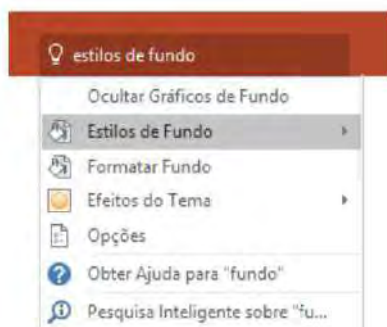 estilos de fundo
Ocultar Gráficos de Fundo
Estilos de Fundo
Formatar Fundo
Efeitos do Tema
Opções
Obter Ajuda para "fundo"
Pesquisa Inteligente sobre "fu...